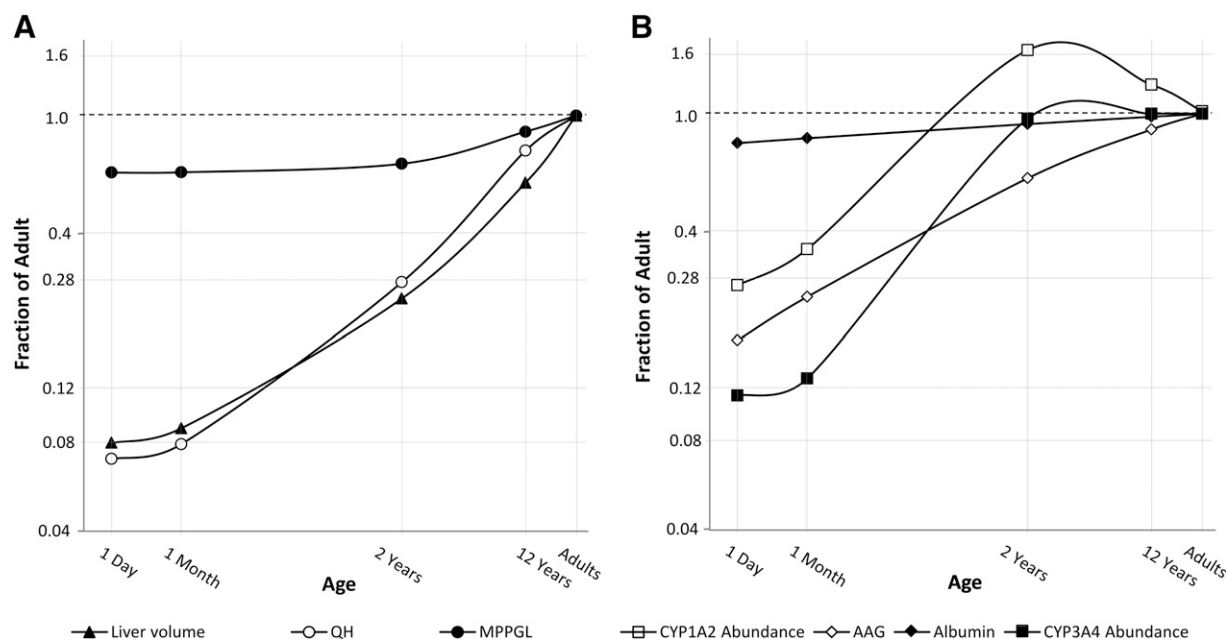 A
1.6
1.0
0.4
0.28
0.12
0.08
0.04
Fraction of Adult
1 Day
1 Month
2 Years
12 Years
Adults
Age
Liver volume
QH
MPPGL
B
1.6
1.0
0.4
0.28
0.12
0.08
0.04
Fraction of Adult
1 Day
1 Month
2 Years
12 Years
Adults
Age
CYP1A2 Abundance
AAG
Albumin
CYP3A4 Abundance